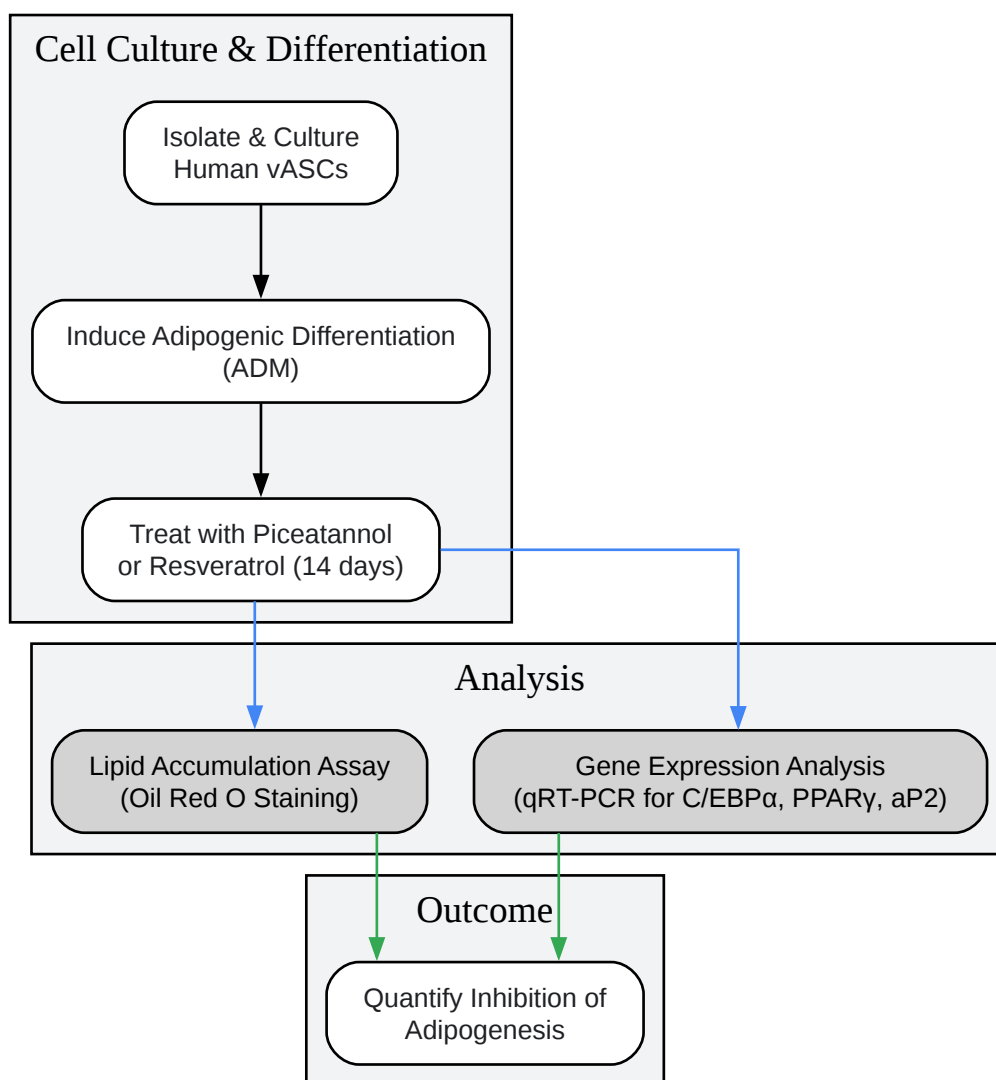 Cell Culture & Differentiation
Isolate & Culture
Human vASCs
Induce Adipogenic Differentiation
(ADM)
Treat with Piceatannol
or Resveratrol (14 days)
Analysis
Lipid Accumulation Assay
(Oil Red O Staining)
Gene Expression Analysis
(qRT-PCR for C/EBPα, PPARγ, aP2)
Outcome
Quantify Inhibition of
Adipogenesis